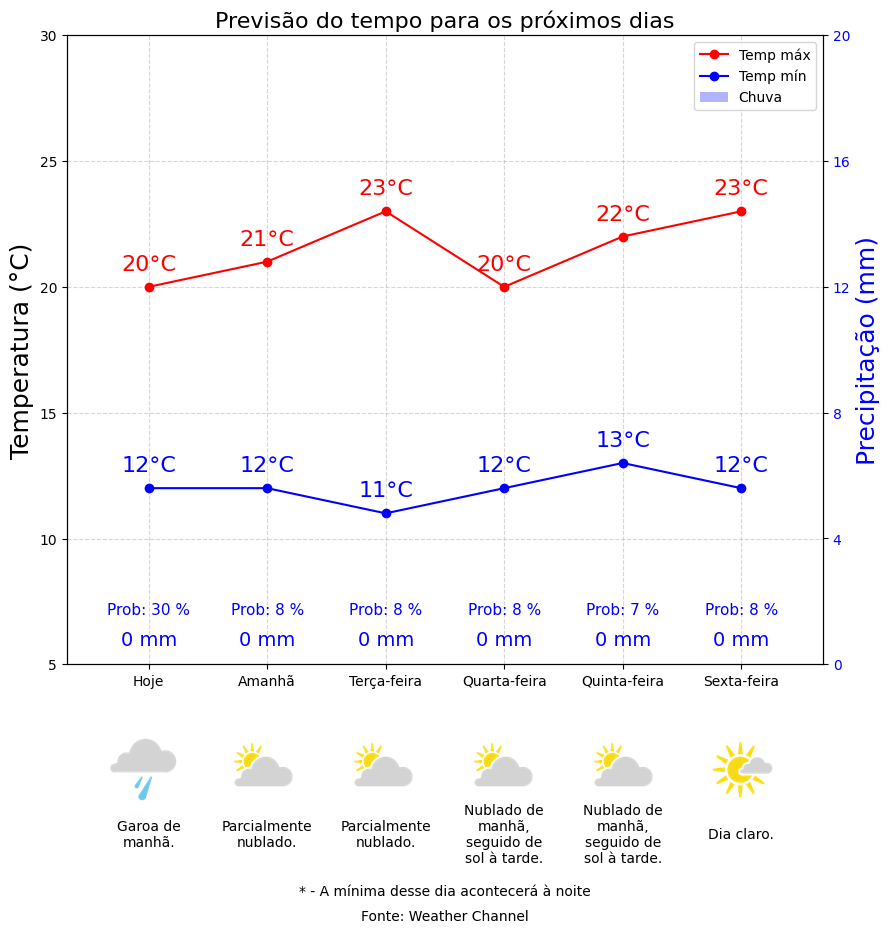 Previsão do tempo para os próximos dias
Temp máx
Temp mín
Chuva
Temperatura (°C)
Precipitação (mm)
30
25
20
15
10
5
20
16
12
8
4
0
20°C
21°C
23°C
20°C
22°C
23°C
12°C
12°C
11°C
12°C
13°C
12°C
Prob: 30 %
Prob: 8 %
Prob: 8 %
Prob: 8 %
Prob: 7 %
Prob: 8 %
0 mm
0 mm
0 mm
0 mm
0 mm
0 mm
Hoje
Amanhã
Terça-feira
Quarta-feira
Quinta-feira
Sexta-feira
Garoa de
manhã.
Parcialmente
nublado.
Parcialmente
nublado.
Nublado de
manhã,
seguido de
sol à tarde.
Nublado de
manhã,
seguido de
sol à tarde.
Dia claro.
* - A mínima desse dia acontecerá à noite
Fonte: Weather Channel